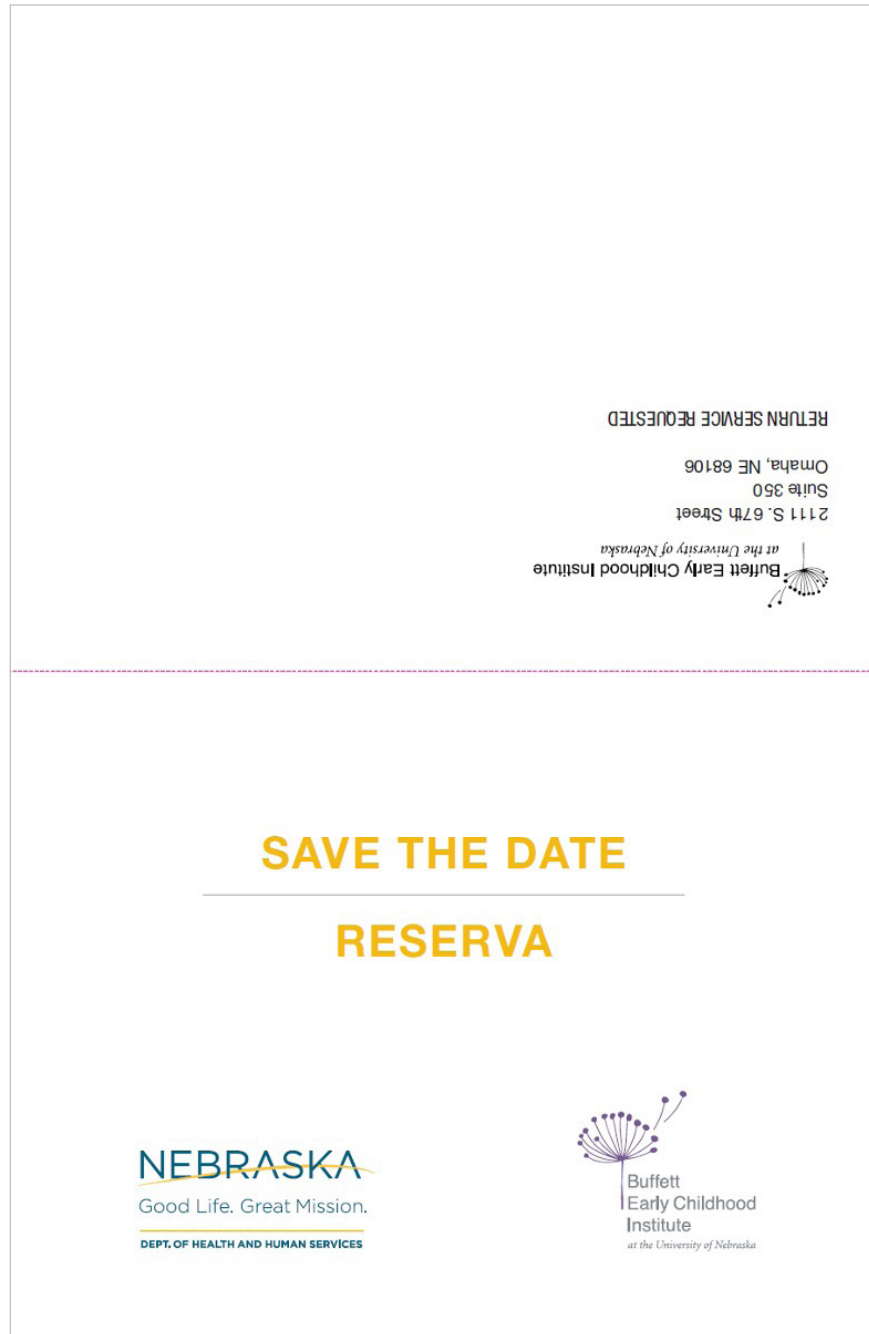 Buffett Early Childhood Institute
at the University of Nebraska
2111 S. 67th Street
Suite 350
Omaha, NE 68106
RETURN SERVICE REQUESTED
SAVE THE DATE
RESERVA
NEBRASKA
Good Life. Great Mission.
DEPT. OF HEALTH AND HUMAN SERVICES
Buffett
Early Childhood
Institute
at the University of Nebraska